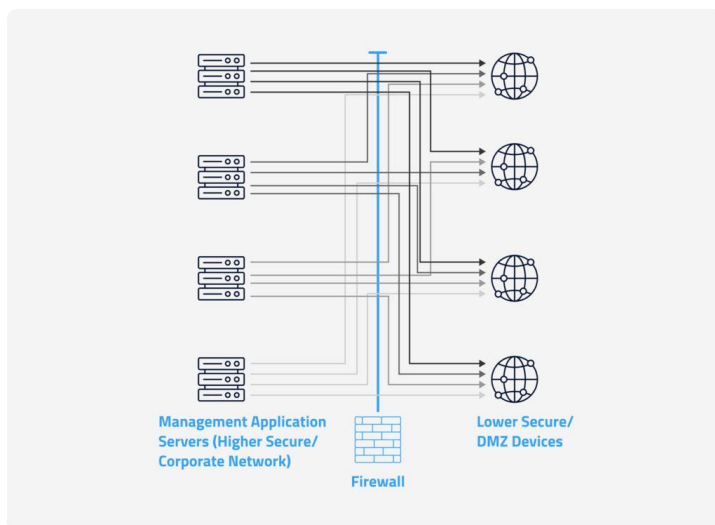 Management Application
Servers (Higher Secure/
Corporate Network)
Firewall
Lower Secure/
DMZ Devices